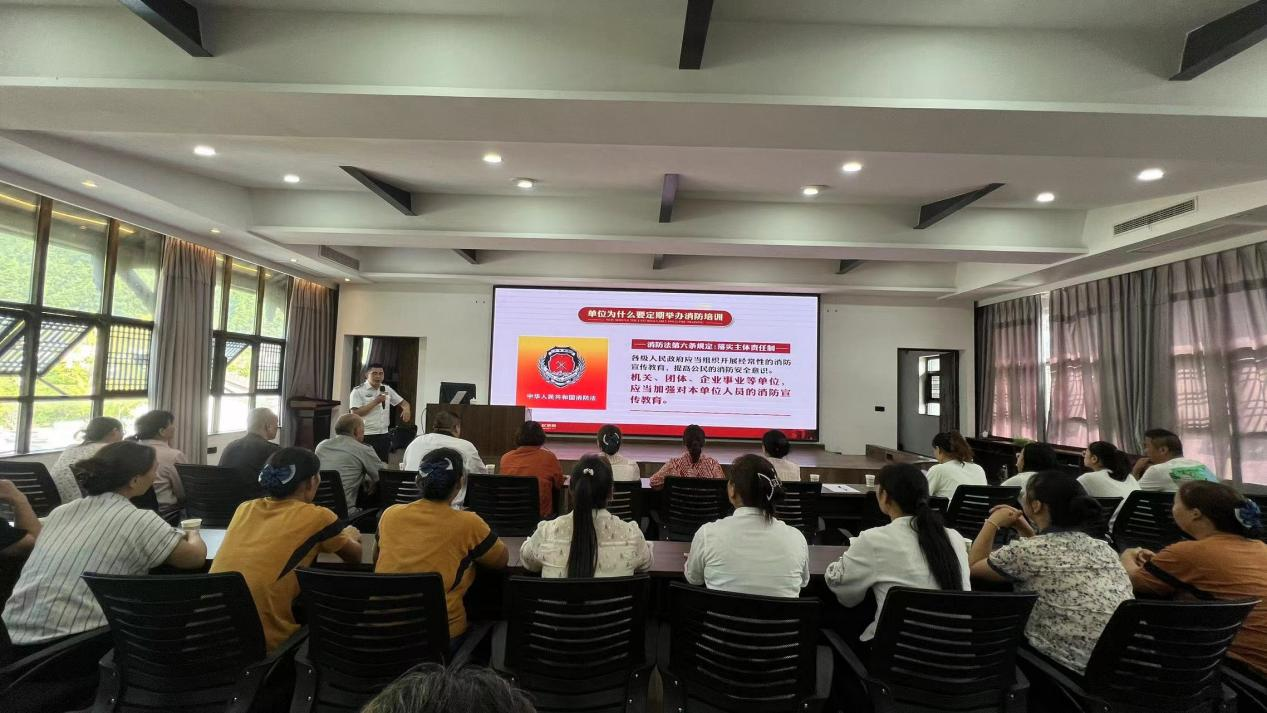 单位为什么要定期举办消防培训
消防法第六条规定:落实主体责任制
各级人民政府应当组织开展经常性的消防
宣传教育,提高公民的消防安全意识。
机关、团体、企业事业等单位,
应当加强对本单位人员的消防宣
传教育。
中华人民共和国消防法